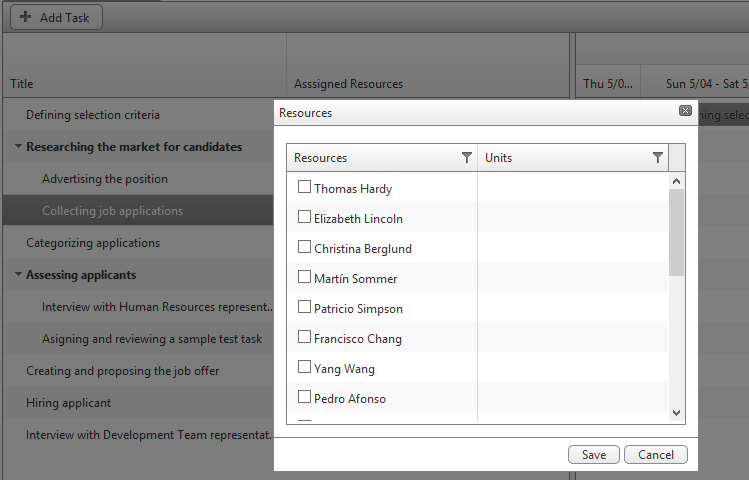 Add Task
Title
Asssigned Resources
Thu 5/0...
Sun 5/04 - Sat 5/
Defining selection criteria
ning selec
Researching the market for candidates
Advertising the position
Collecting job applications
Categorizing applications
Assessing applicants
Interview with Human Resources represent...
Asigning and reviewing a sample test task
Creating and proposing the job offer
Hiring applicant
Interview with Development Team representat...
Resources
Resources
Units
Thomas Hardy
Elizabeth Lincoln
Christina Berglund
Martín Sommer
Patricio Simpson
Francisco Chang
Yang Wang
Pedro Afonso
Save
Cancel